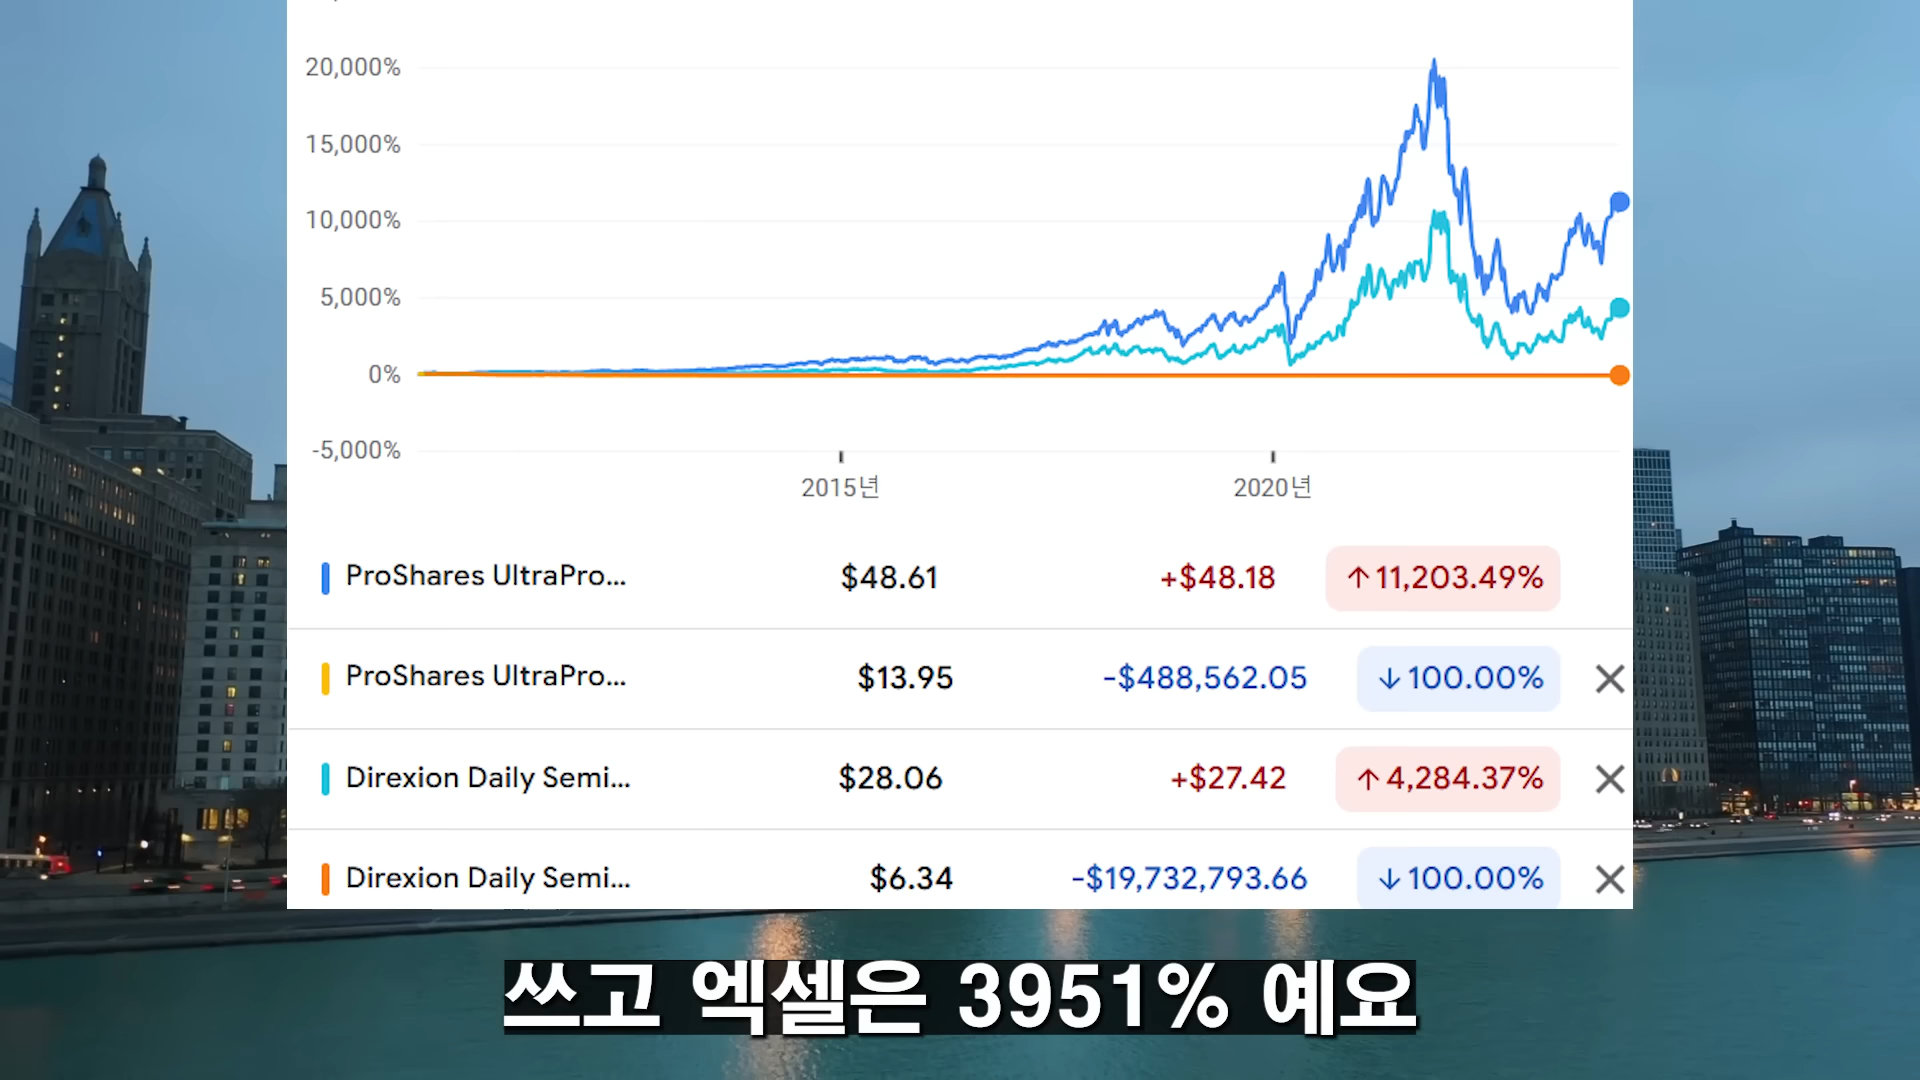 20,000%
15,000%
10,000%
5,000%
0%
-5,000%
2015년
2020년
ProShares UltraPro... $48.61 +$48.18 ↑11,203.49%
ProShares UltraPro... $13.95 -$488,562.05 ↓100.00%
Direxion Daily Semi... $28.06 +$27.42 ↑4,284.37%
Direxion Daily Semi... $6.34 -$19,732,793.66 ↓100.00%
쓰고 엑셀은 3951% 예요